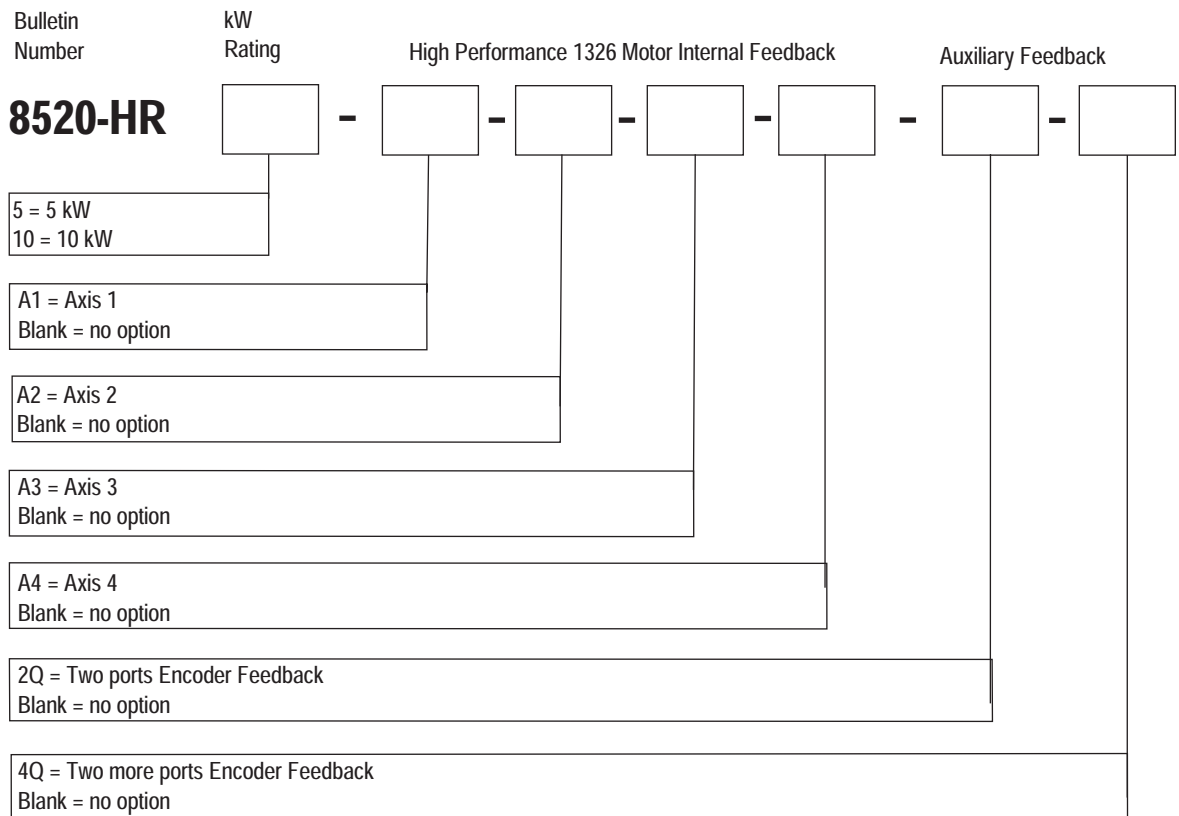 Bulletin
Number
kW
Rating
High Performance 1326 Motor Internal Feedback
Auxiliary Feedback
8520-HR - - - - - -
5 = 5 kW
10 = 10 kW
A1 = Axis 1
Blank = no option
A2 = Axis 2
Blank = no option
A3 = Axis 3
Blank = no option
A4 = Axis 4
Blank = no option
2Q = Two ports Encoder Feedback
Blank = no option
4Q = Two more ports Encoder Feedback
Blank = no option